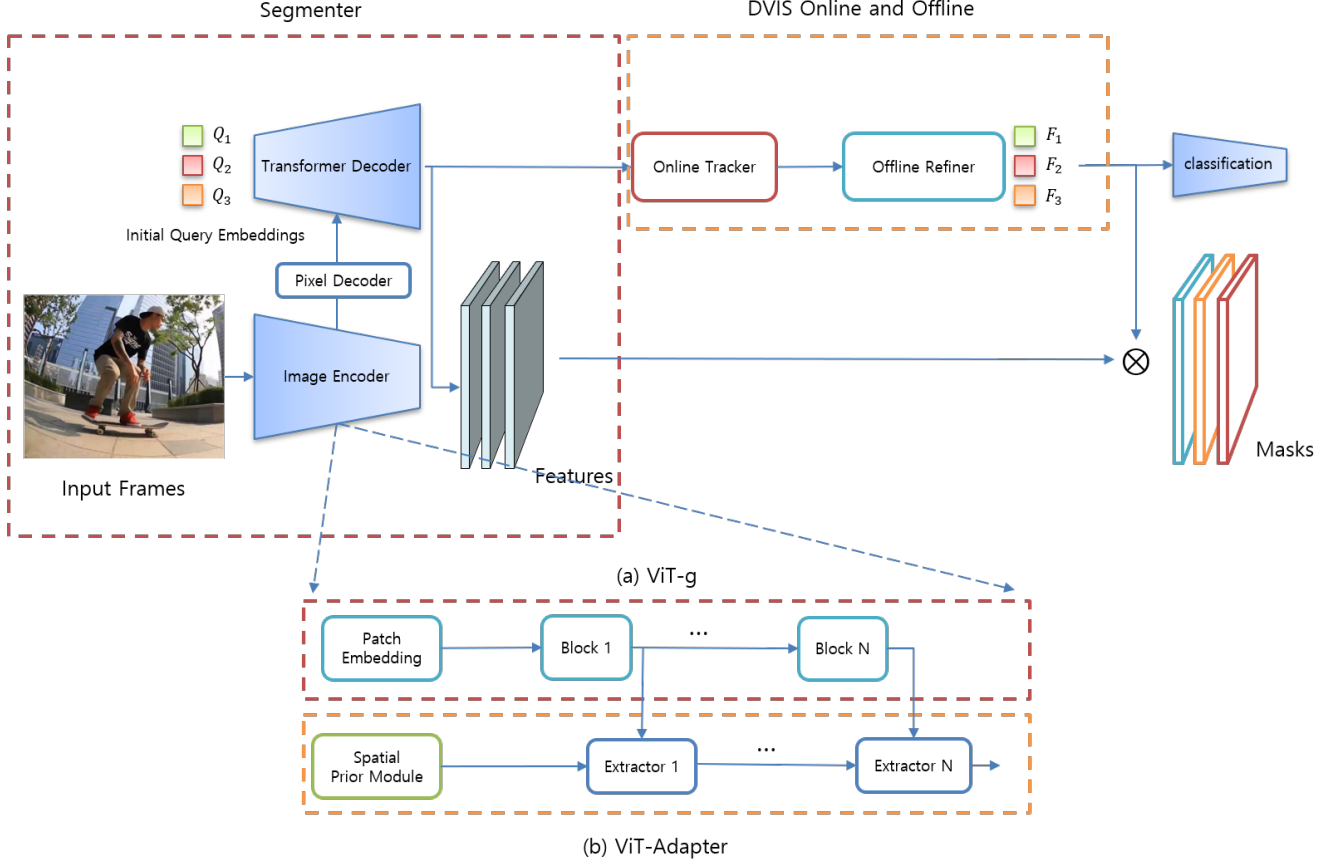 Segmenter
DVIS Online and Offline
Q1
Q2
Q3
Transformer Decoder
Initial Query Embeddings
Pixel Decoder
Image Encoder
Input Frames
Features
Online Tracker
Offline Refiner
F1
F2
F3
classification
Masks
(a) ViT-g
Patch
Embedding
Block 1
...
Block N
Spatial
Prior Module
Extractor 1
...
Extractor N
(b) ViT-Adapter